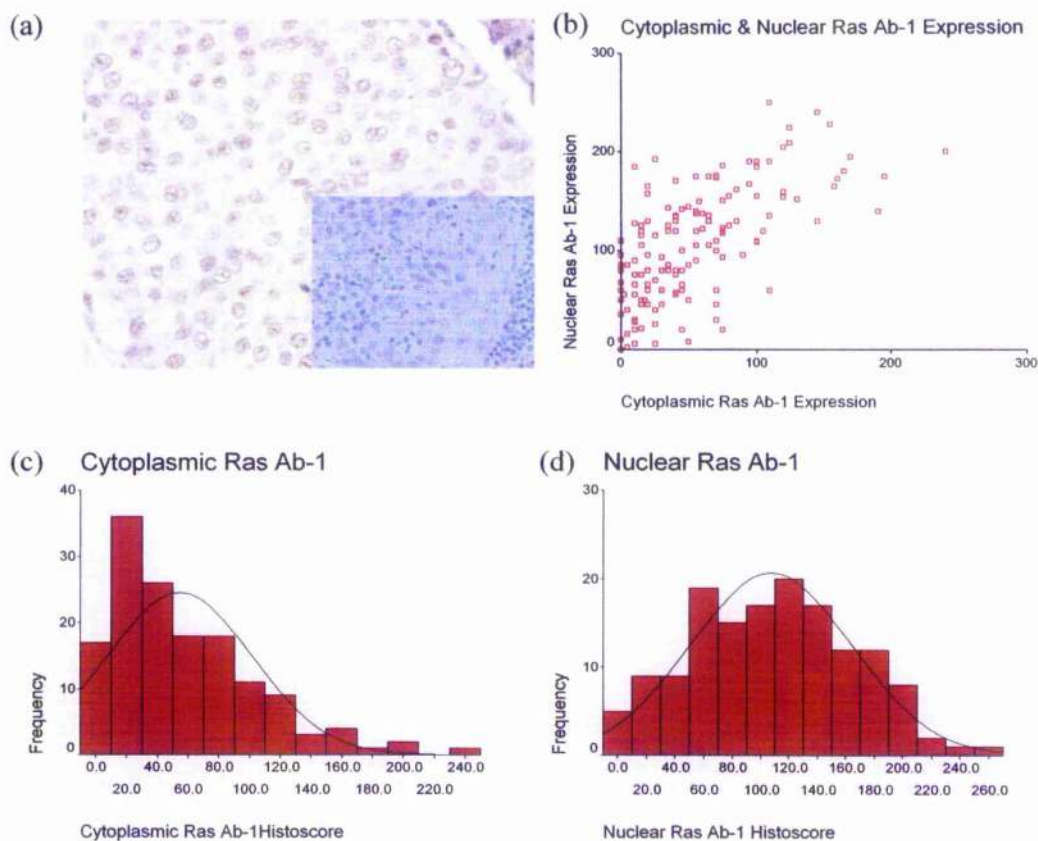 (a)
(b) Cytoplasmic & Nuclear Ras Ab-1 Expression
300
200
100
0
Nuclear Ras Ab-1 Expression
0 100 200 300
Cytoplasmic Ras Ab-1 Expression
(c) Cytoplasmic Ras Ab-1
40
30
20
10
0
Frequency
0.0 40.0 80.0 120.0 160.0 200.0 240.0
20.0 60.0 100.0 140.0 180.0 220.0
Cytoplasmic Ras Ab-1Histoscore
(d) Nuclear Ras Ab-1
30
20
10
0
Frequency
0.0 40.0 80.0 120.0 160.0 200.0 240.0
20.0 60.0 100.0 140.0 180.0 220.0 260.0
Nuclear Ras Ab-1 Histoscore